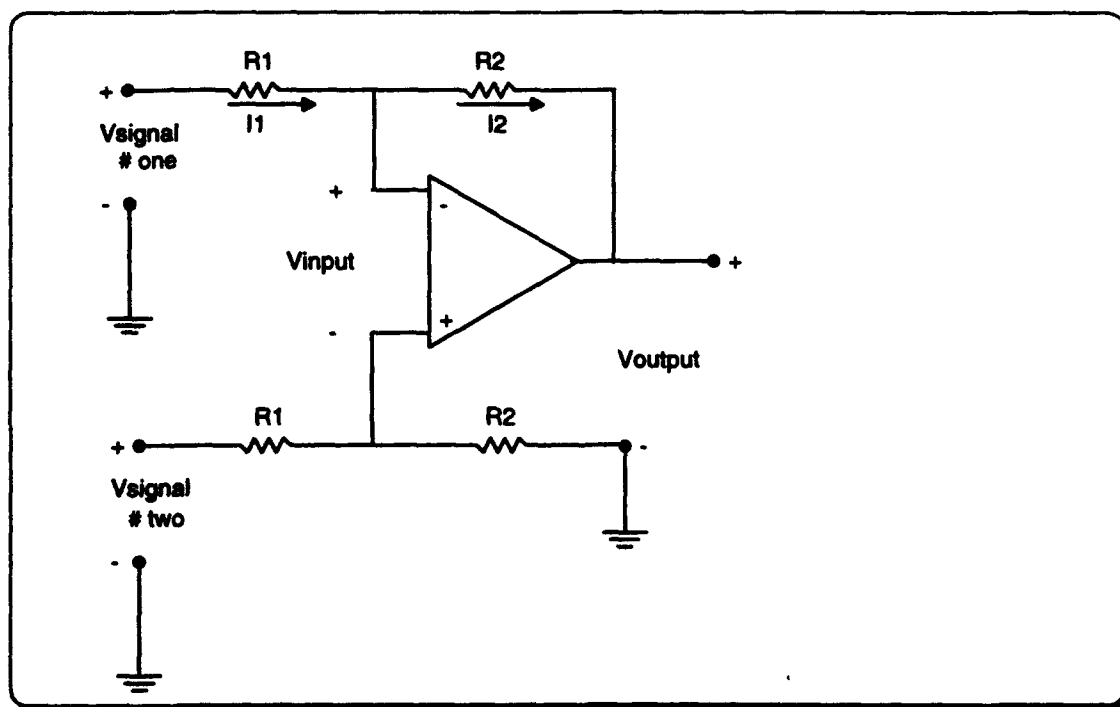 R1
R2
+
I1
I2
Vsignal
# one
-
+
-
Vinput
+
-
+
Voutput
R1
R2
+
-
Vsignal
# two
-